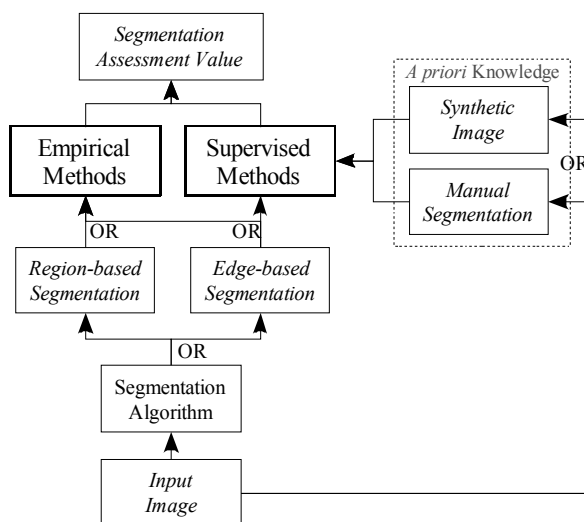 Segmentation
Assessment Value
A priori Knowledge
Synthetic
Image
Empirical
Methods
Supervised
Methods
OR
Manual
Segmentation
OR
OR
Region-based
Segmentation
Edge-based
Segmentation
OR
Segmentation
Algorithm
Input
Image